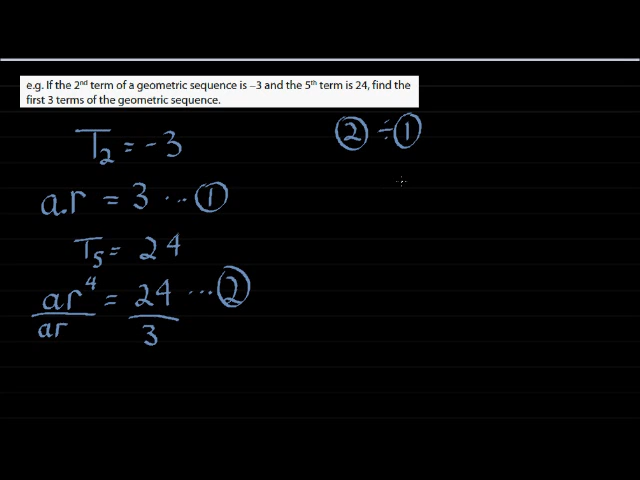 e.g. If the 2nd term of a geometric sequence is –3 and the 5th term is 24, find the
first 3 terms of the geometric sequence.
T₂ = - 3
② ÷ ①
a.r = 3 ... ①
T₅ = 24
ar⁴ = 24 ... ②
ar 3